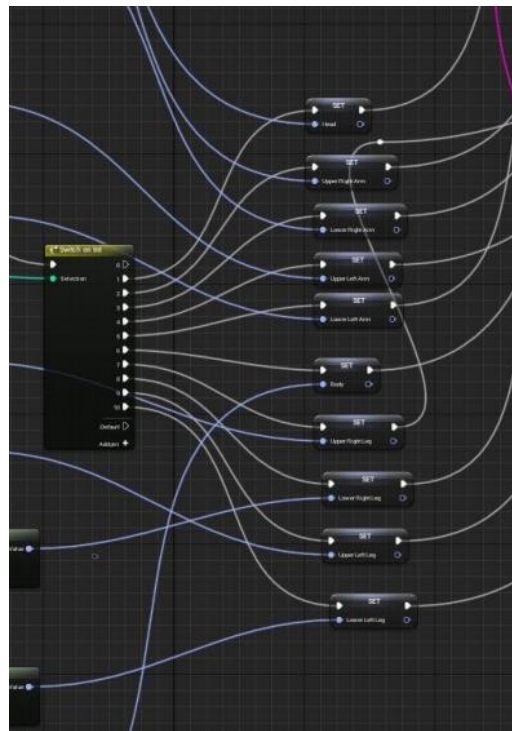 SET
Head
SET
Upper Right Arm
SET
Lower Right Arm
Switch on Int
0
Selection
1
2
3
4
5
6
7
8
9
10
Default
Add pin +
SET
Upper Left Arm
SET
Lower Left Arm
SET
Body
SET
Upper Right Leg
SET
Lower Right Leg
SET
Upper Left Leg
SET
Lower Left Leg
Value
Value